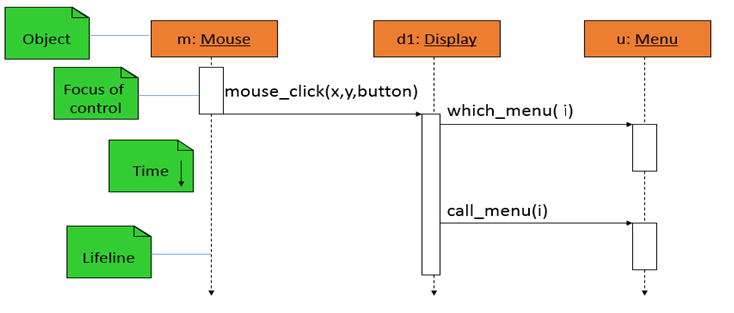 Object
m: Mouse
d1: Display
u: Menu
Focus of
control
mouse_click(x,y,button)
which_menu( i)
Time
call_menu(i)
Lifeline